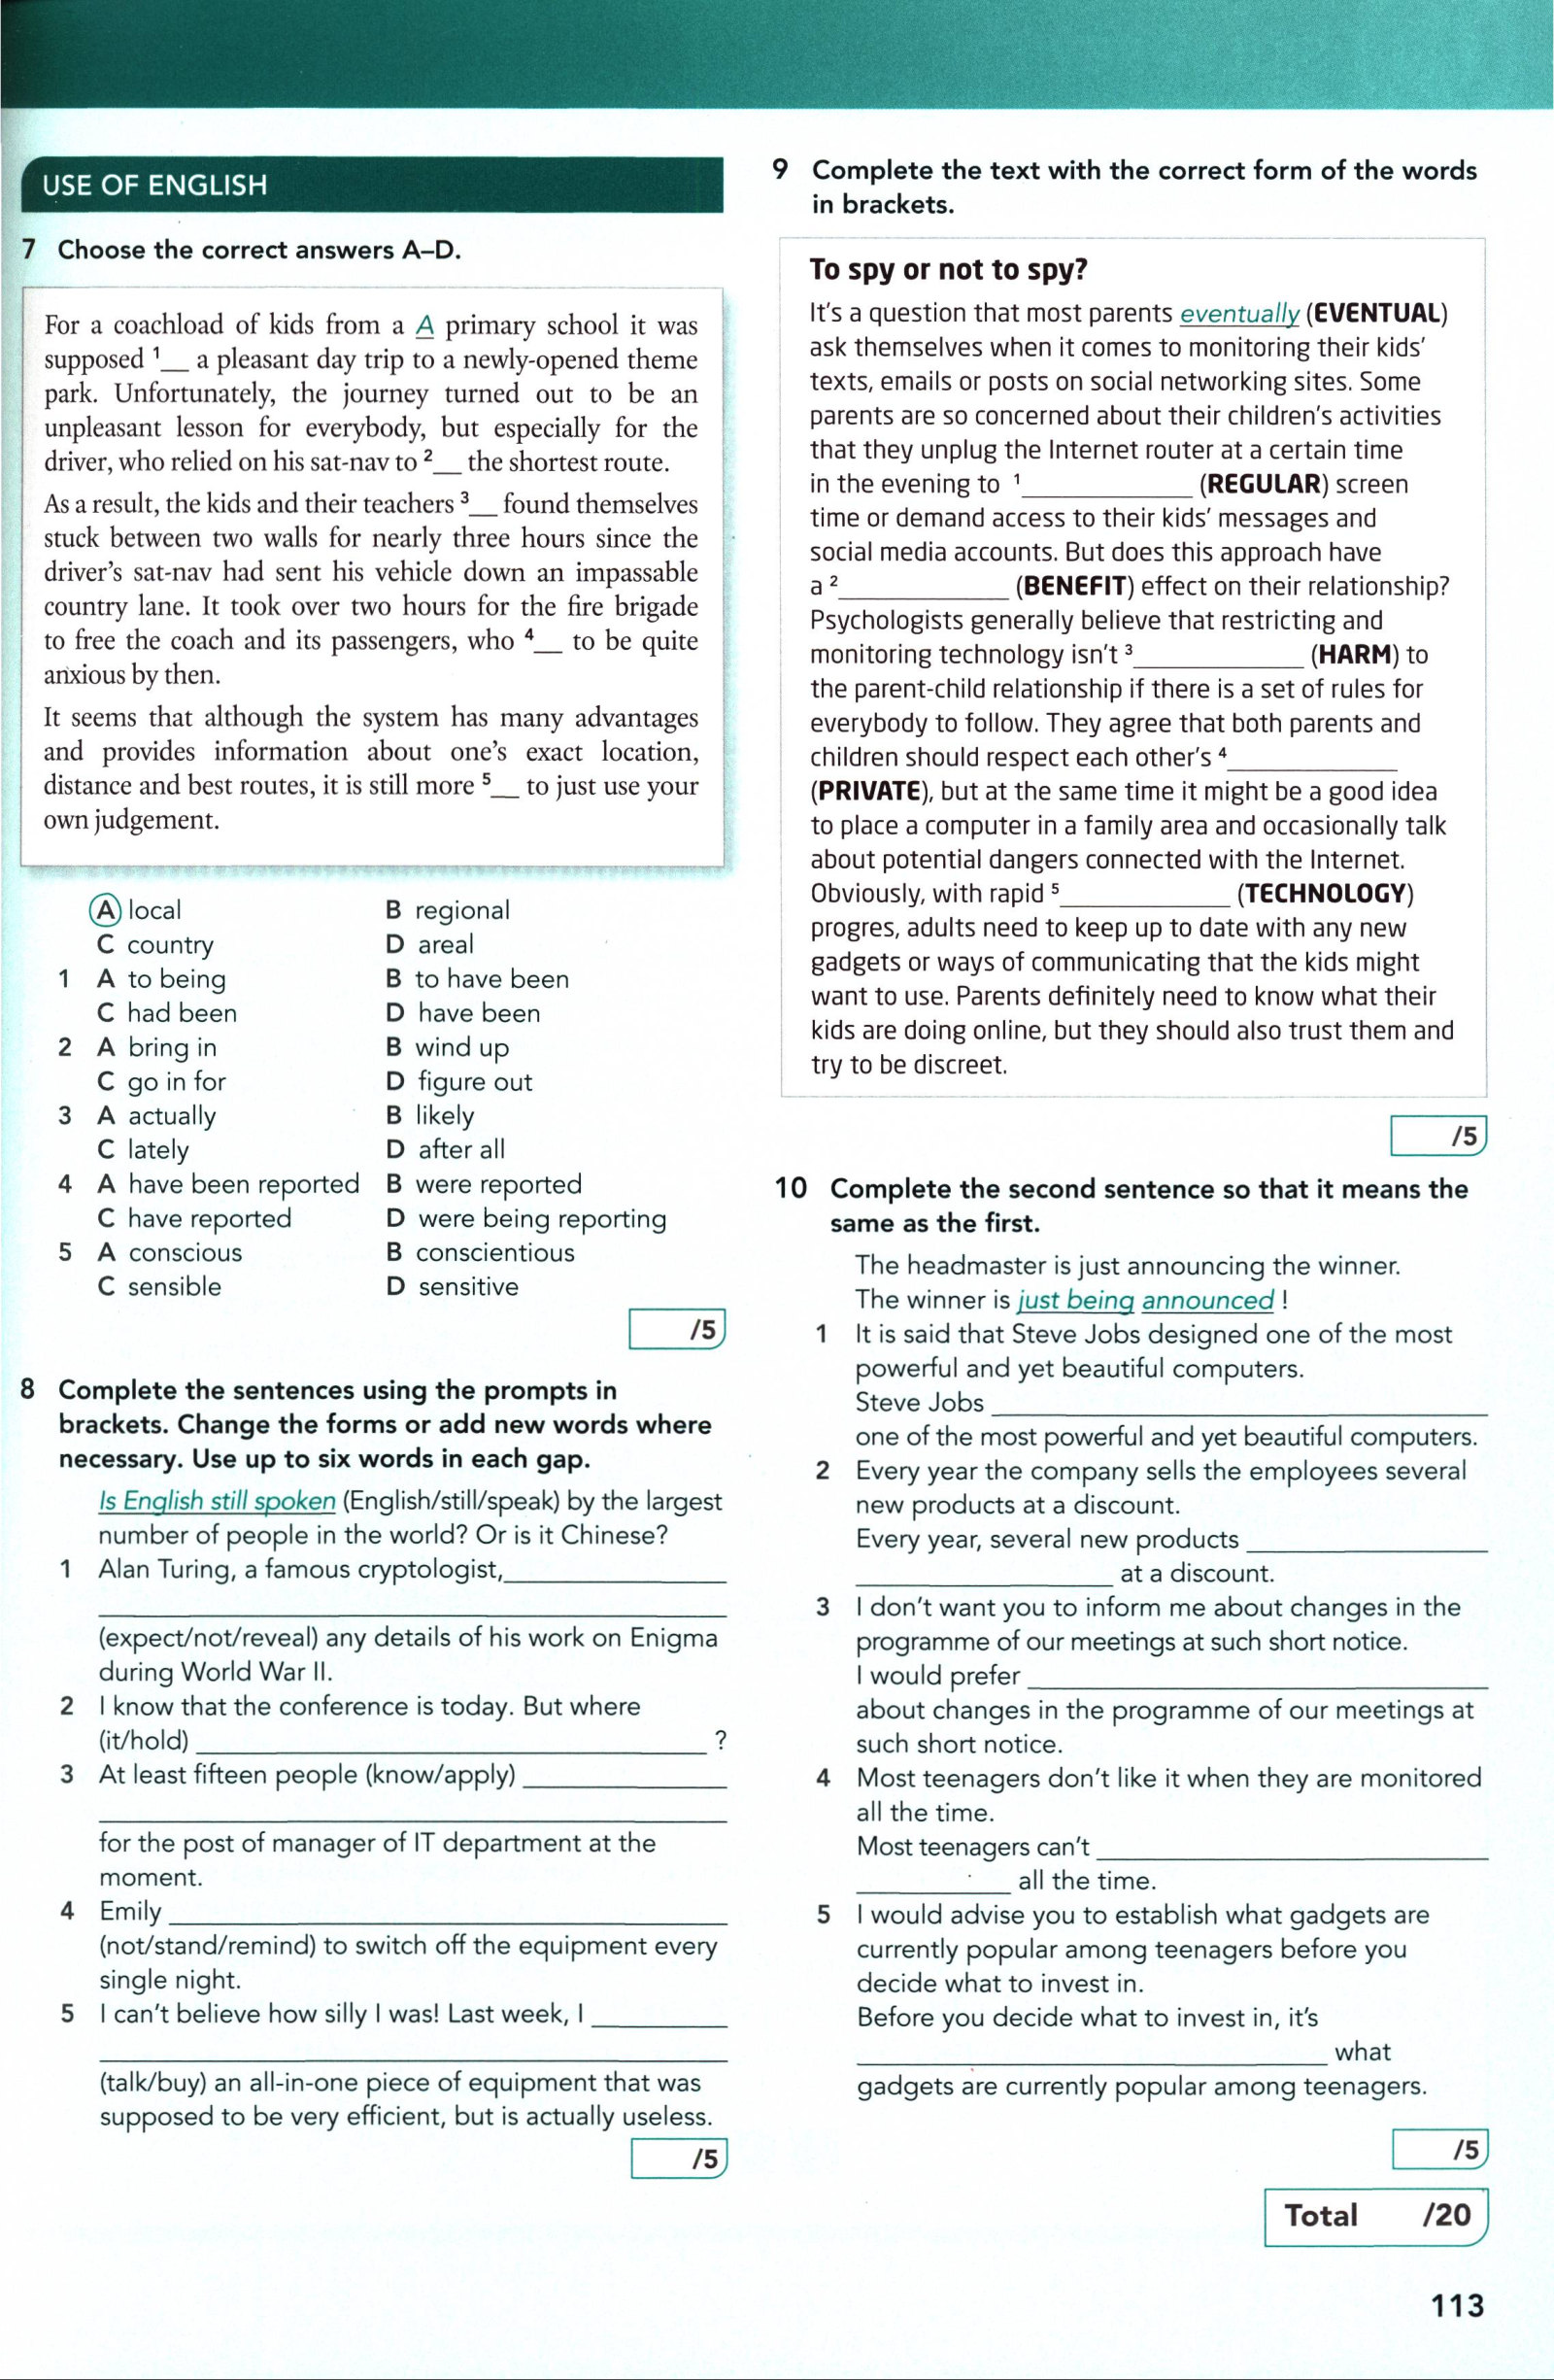 USE OF ENGLISH
7 Choose the correct answers A–D.
For a coachload of kids from a A primary school it was
supposed ¹__ a pleasant day trip to a newly-opened theme
park. Unfortunately, the journey turned out to be an
unpleasant lesson for everybody, but especially for the
driver, who relied on his sat-nav to ²__ the shortest route.
As a result, the kids and their teachers ³__ found themselves
stuck between two walls for nearly three hours since the
driver's sat-nav had sent his vehicle down an impassable
country lane. It took over two hours for the fire brigade
to free the coach and its passengers, who ⁴__ to be quite
anxious by then.
It seems that although the system has many advantages
and provides information about one's exact location,
distance and best routes, it is still more ⁵__ to just use your
own judgement.
A local B regional
C country D areal
1 A to being B to have been
C had been D have been
2 A bring in B wind up
C go in for D figure out
3 A actually B likely
C lately D after all
4 A have been reported B were reported
C have reported D were being reporting
5 A conscious B conscientious
C sensible D sensitive
/5
8 Complete the sentences using the prompts in
brackets. Change the forms or add new words where
necessary. Use up to six words in each gap.
Is English still spoken (English/still/speak) by the largest
number of people in the world? Or is it Chinese?
1 Alan Turing, a famous cryptologist,____
____
(expect/not/reveal) any details of his work on Enigma
during World War II.
2 I know that the conference is today. But where
(it/hold) ____ ?
3 At least fifteen people (know/apply) ____
____
for the post of manager of IT department at the
moment.
4 Emily ____
(not/stand/remind) to switch off the equipment every
single night.
5 I can't believe how silly I was! Last week, I ____
____
(talk/buy) an all-in-one piece of equipment that was
supposed to be very efficient, but is actually useless.
/5
9 Complete the text with the correct form of the words
in brackets.
To spy or not to spy?
It's a question that most parents eventually (EVENTUAL)
ask themselves when it comes to monitoring their kids'
texts, emails or posts on social networking sites. Some
parents are so concerned about their children's activities
that they unplug the Internet router at a certain time
in the evening to ¹____ (REGULAR) screen
time or demand access to their kids' messages and
social media accounts. But does this approach have
a ²____ (BENEFIT) effect on their relationship?
Psychologists generally believe that restricting and
monitoring technology isn't ³____ (HARM) to
the parent-child relationship if there is a set of rules for
everybody to follow. They agree that both parents and
children should respect each other's ⁴____
(PRIVATE), but at the same time it might be a good idea
to place a computer in a family area and occasionally talk
about potential dangers connected with the Internet.
Obviously, with rapid ⁵____ (TECHNOLOGY)
progres, adults need to keep up to date with any new
gadgets or ways of communicating that the kids might
want to use. Parents definitely need to know what their
kids are doing online, but they should also trust them and
try to be discreet.
/5
10 Complete the second sentence so that it means the
same as the first.
The headmaster is just announcing the winner.
The winner is just being announced !
1 It is said that Steve Jobs designed one of the most
powerful and yet beautiful computers.
Steve Jobs ____
one of the most powerful and yet beautiful computers.
2 Every year the company sells the employees several
new products at a discount.
Every year, several new products ____
____ at a discount.
3 I don't want you to inform me about changes in the
programme of our meetings at such short notice.
I would prefer ____
about changes in the programme of our meetings at
such short notice.
4 Most teenagers don't like it when they are monitored
all the time.
Most teenagers can't ____
____ all the time.
5 I would advise you to establish what gadgets are
currently popular among teenagers before you
decide what to invest in.
Before you decide what to invest in, it's
____ what
gadgets are currently popular among teenagers.
/5
Total /20
113